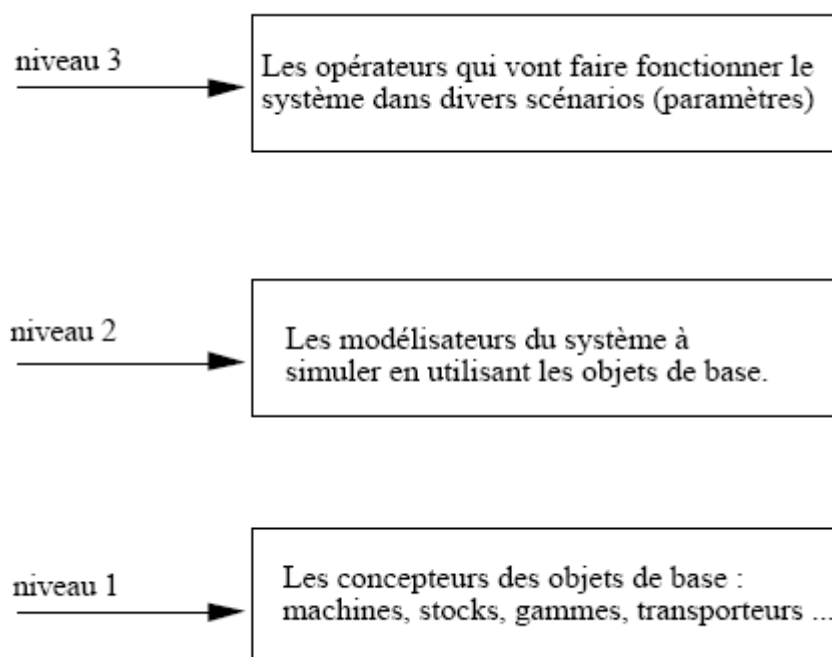 niveau 3
Les opérateurs qui vont faire fonctionner le
système dans divers scénarios (paramètres)
niveau 2
Les modélisateurs du système à
simuler en utilisant les objets de base.
niveau 1
Les concepteurs des objets de base :
machines, stocks, gammes, transporteurs ...